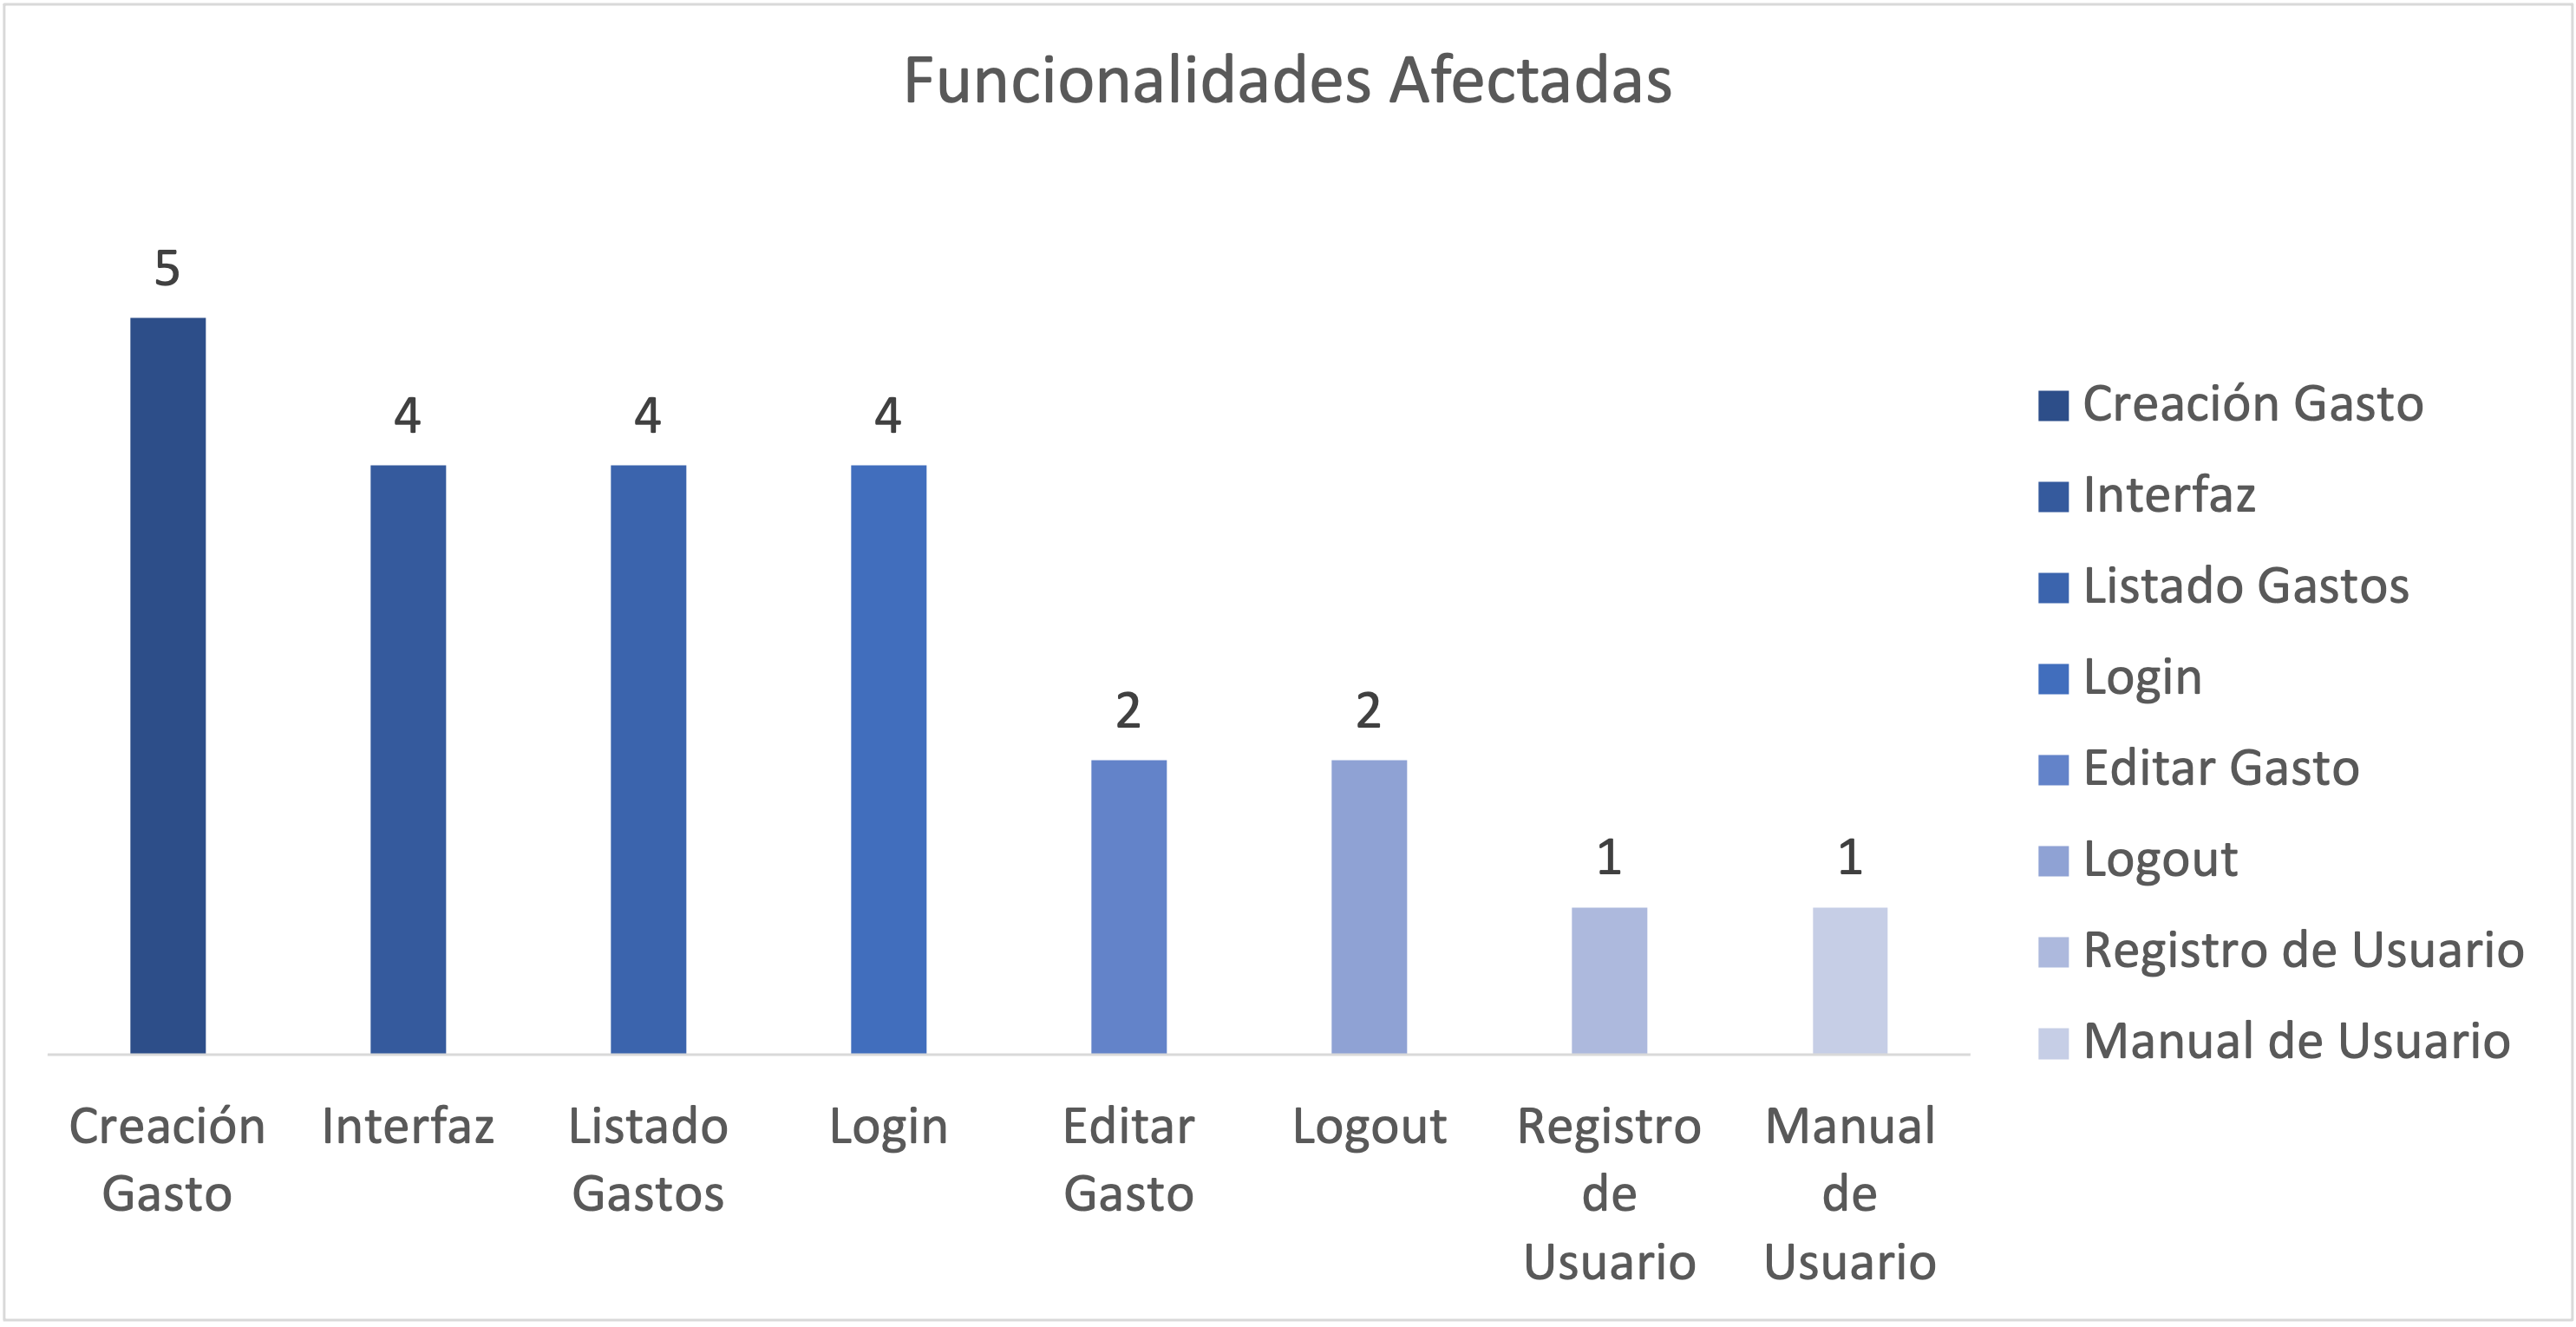 Funcionalidades Afectadas
5
4
4
4
2
2
1
1
Creación Gasto
Interfaz
Listado Gastos
Login
Editar Gasto
Logout
Registro de Usuario
Manual de Usuario
Creación
Gasto
Interfaz
Listado
Gastos
Login
Editar
Gasto
Logout
Registro
de
Usuario
Manual
de
Usuario